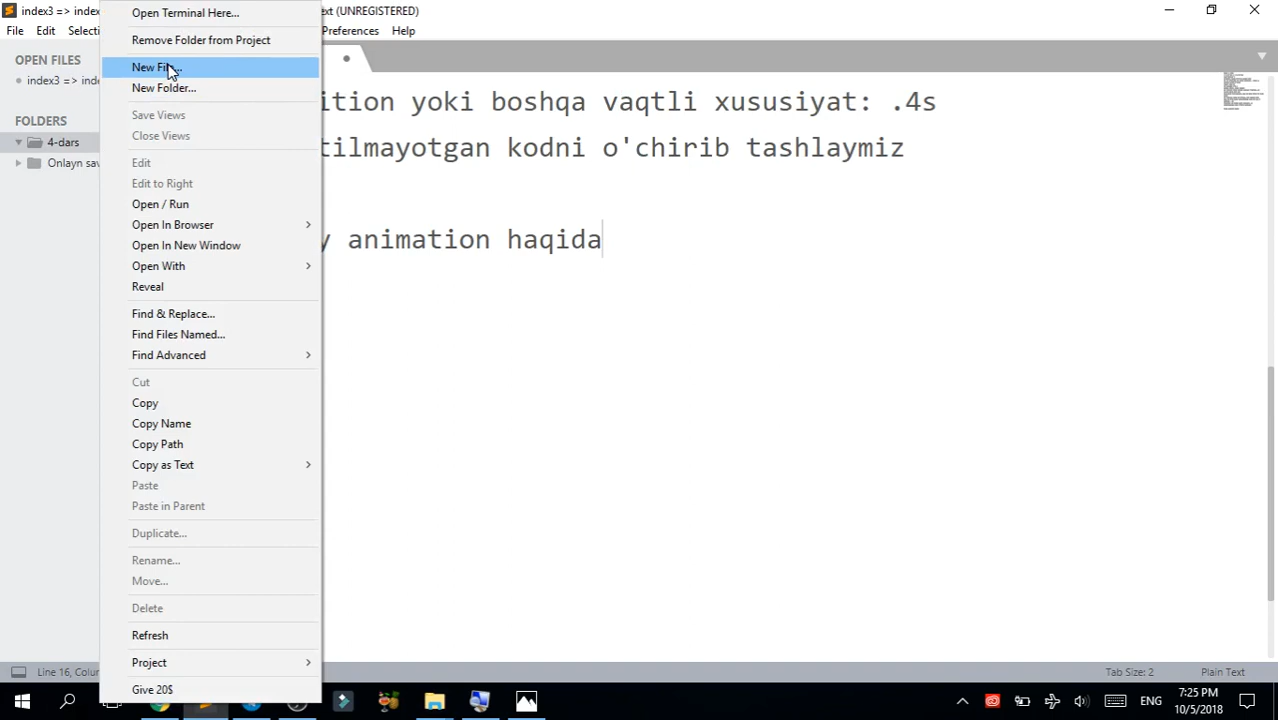 index3 => index
ext (UNREGISTERED)
File Edit Selecti
Preferences Help
OPEN FILES
index3 => inde
FOLDERS
4-dars
Onlayn sav
Open Terminal Here...
Remove Folder from Project
New File...
New Folder...
Save Views
Close Views
Edit
Edit to Right
Open / Run
Open In Browser
Open In New Window
Open With
Reveal
Find & Replace...
Find Files Named...
Find Advanced
Cut
Copy
Copy Name
Copy Path
Copy as Text
Paste
Paste in Parent
Duplicate...
Rename...
Move...
Delete
Refresh
Project
Give 20$
ition yoki boshqa vaqtli xususiyat: .4s
tilmayotgan kodni o'chirib tashlaymiz
y animation haqida
Line 16, Colum
Tab Size: 2
Plain Text
ENG
7:25 PM
10/5/2018